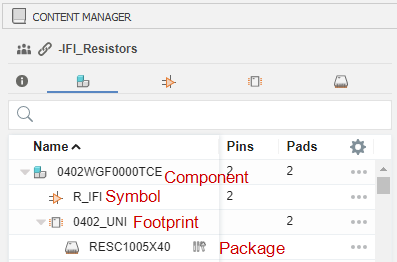 CONTENT MANAGER
-IFI_Resistors
Name Pins Pads
0402WGF0000TCE Component 2 2
R_IFI Symbol 2
0402_UNI Footprint 2
RESC1005X40 Package